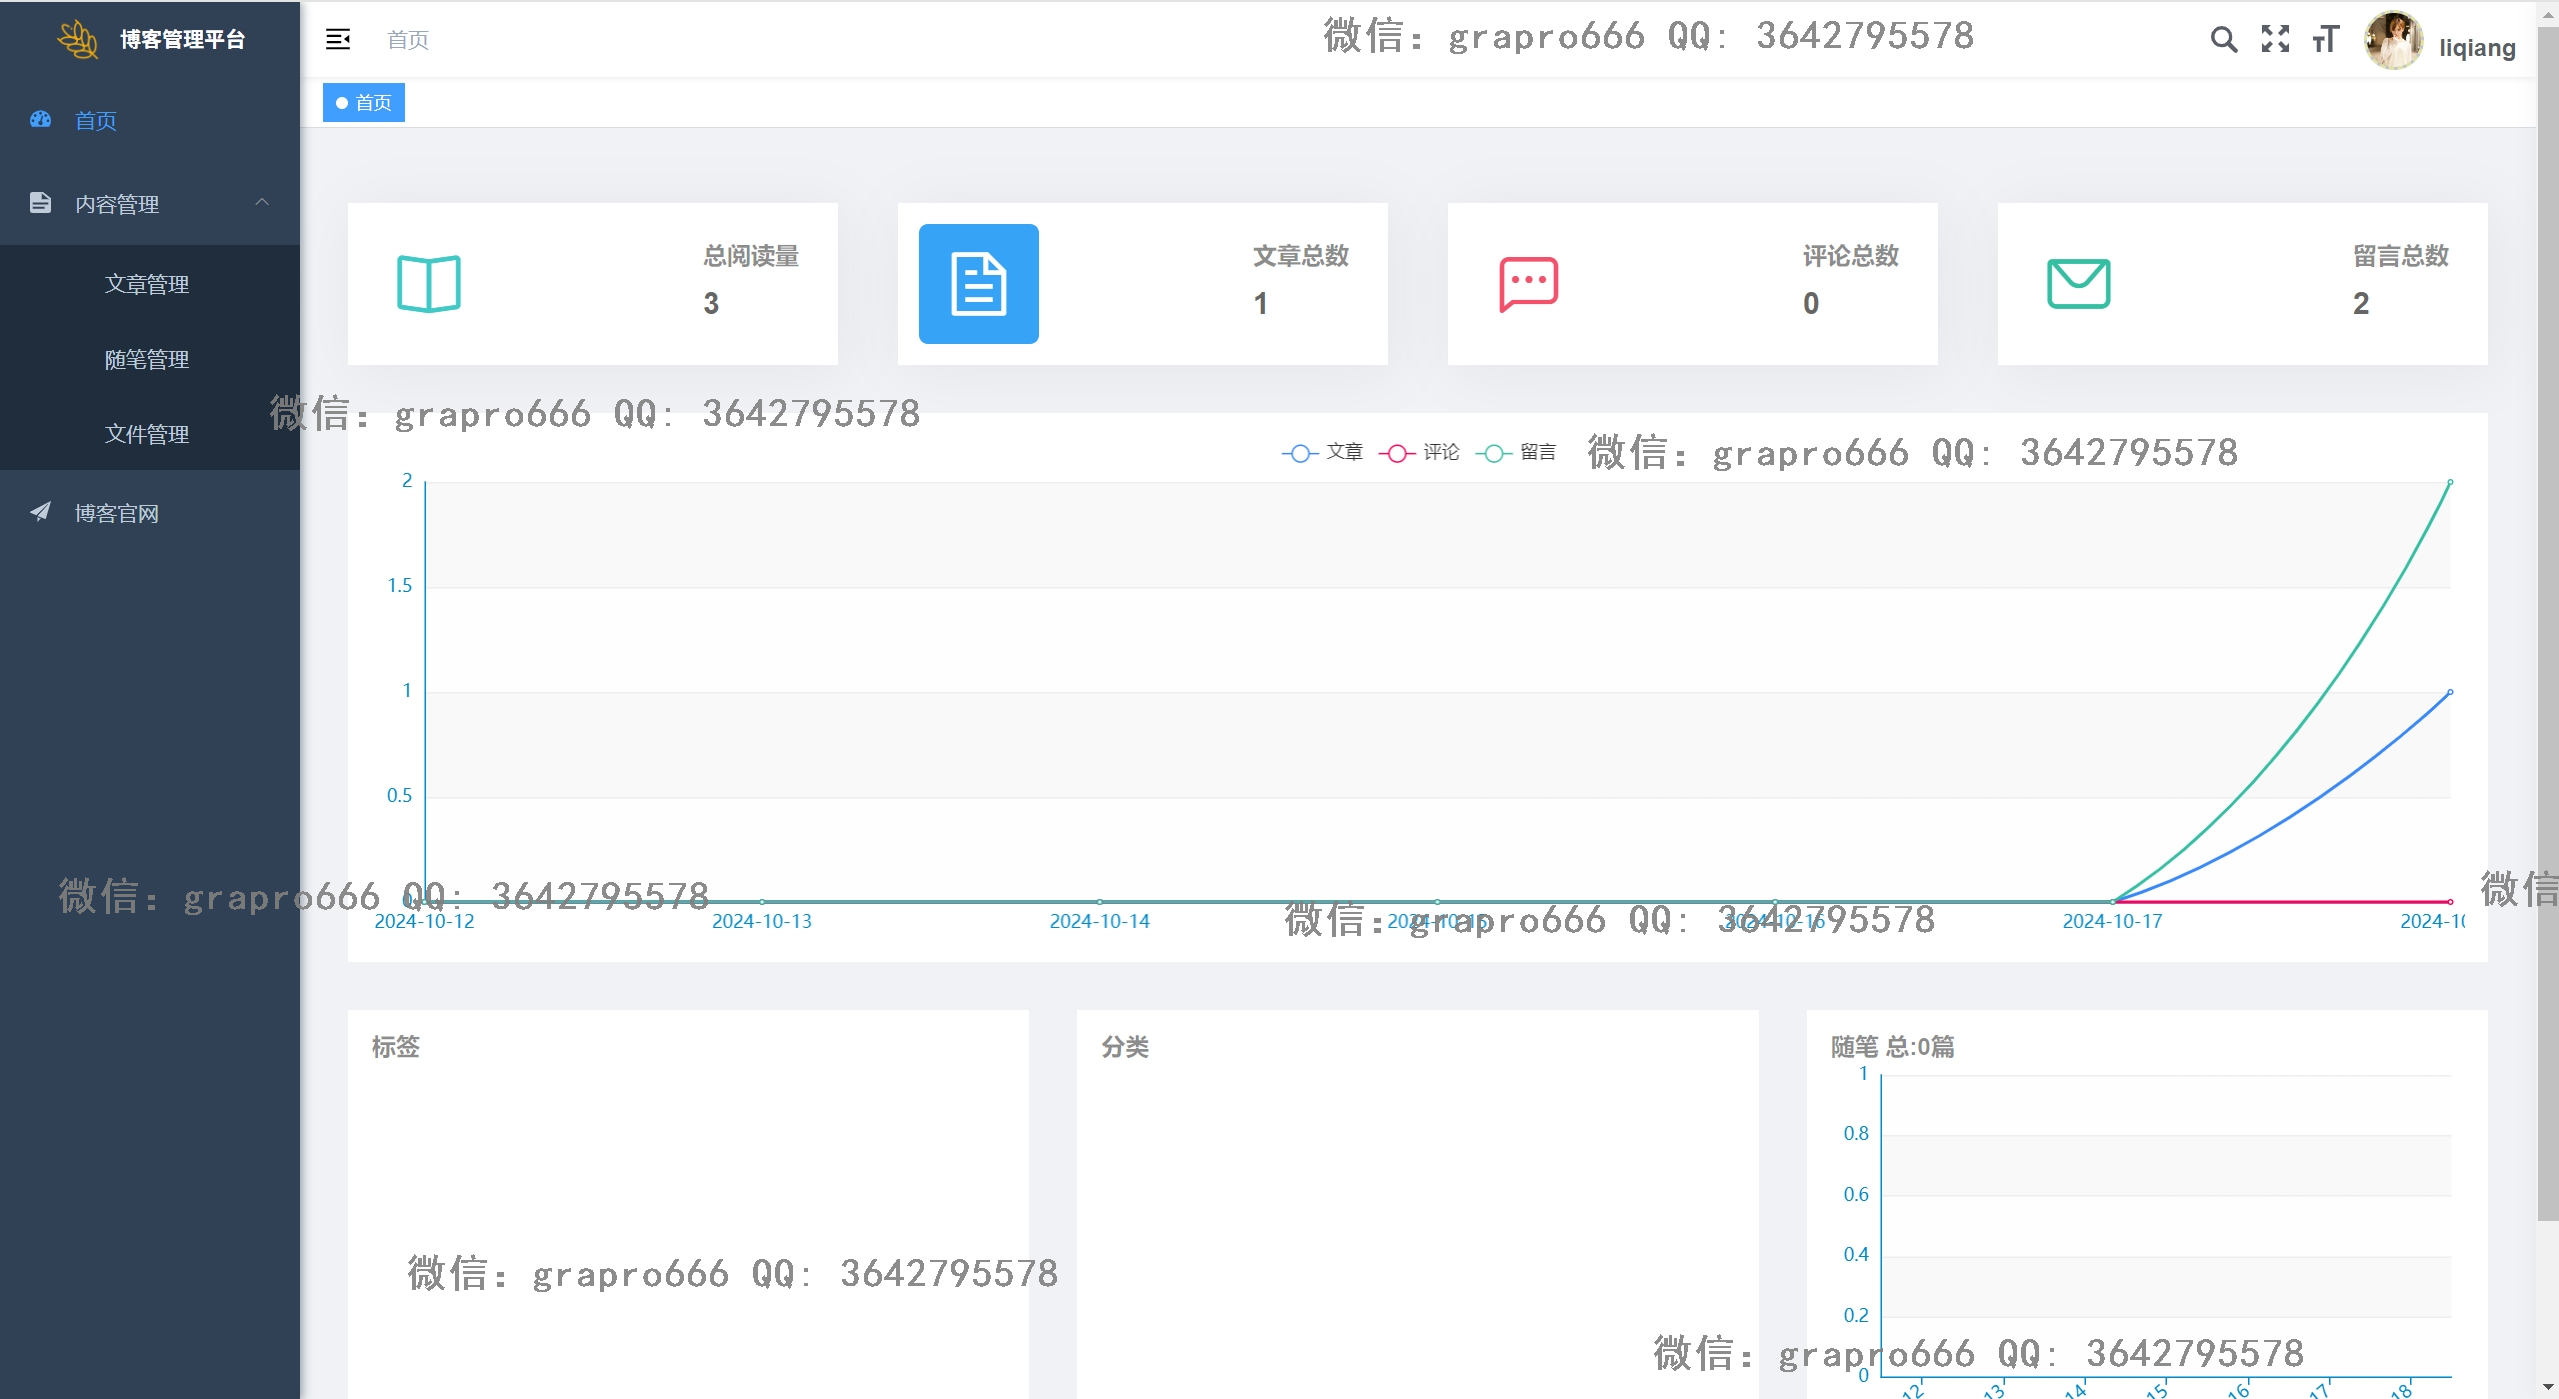 博客管理平台
首页
微信：grapro666 QQ：3642795578
liqiang
首页
首页
内容管理
文章管理
随笔管理
文件管理
博客官网
总阅读量
3
文章总数
1
评论总数
0
留言总数
2
微信：grapro666 QQ：3642795578
文章 评论 留言
微信：grapro666 QQ：3642795578
2
1.5
1
0.5
0
微信：grapro666 QQ：3642795578
微信
2024-10-12 2024-10-13 2024-10-14 2024-10-15 2024-10-16 2024-10-17 2024-10
微信：grapro666 QQ：3642795578
标签
分类
随笔 总:0篇
1
0.8
0.6
0.4
0.2
0
12 13 14 15 16 17 18
微信：grapro666 QQ：3642795578
微信：grapro666 QQ：3642795578